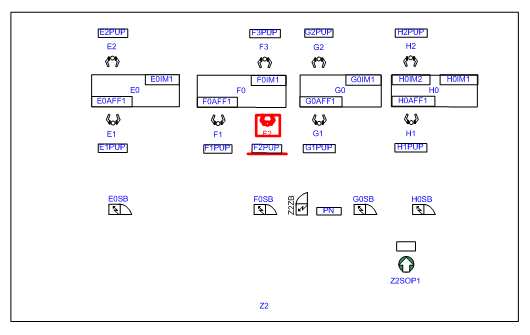 E2PUP F3PUP G2PUP H2PUP
E2 F3 G2 H2
E0IM1 F0IM1 G0IM1 H0IM2 H0IM1
E0 F0 G0 H0
E0AFF1 F0AFF1 G0AFF1 H0AFF1
E1 F1 F2 G1 H1
E1PUP F1PUP F2PUP G1PUP H1PUP
E0SB F0SB Z2ZB G0SB H0SB
PN
Z2SOP1
Z2